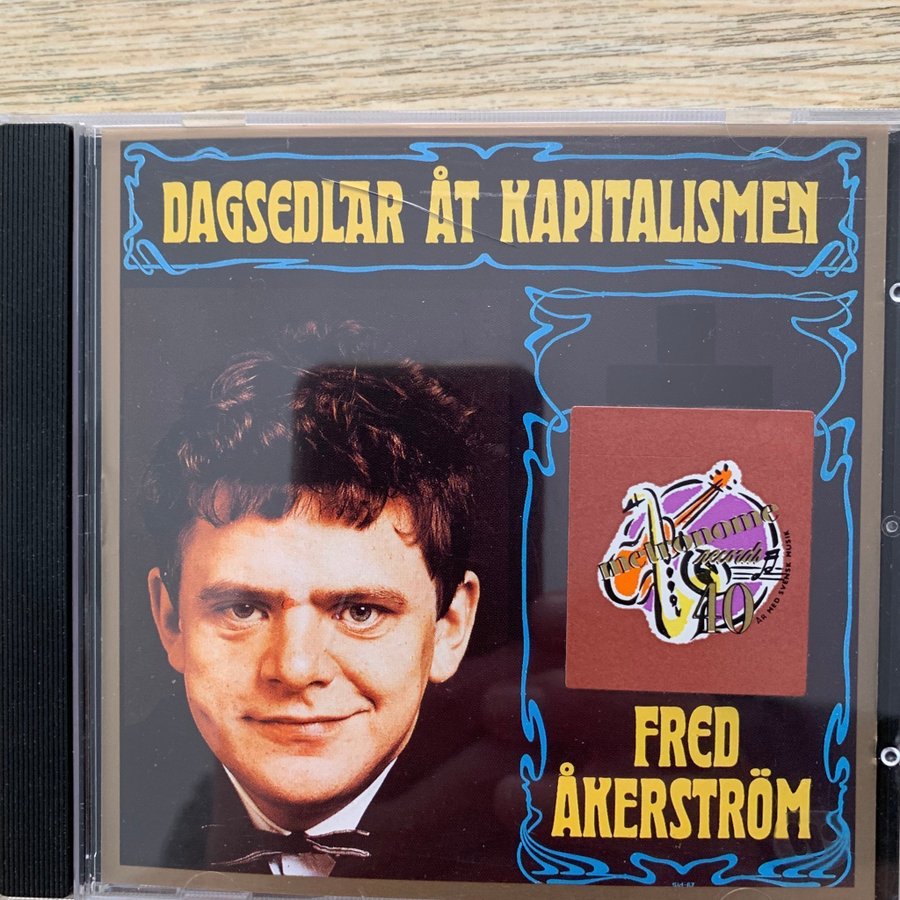 DAGSEDLAR ÅT KAPITALISMEN
metronome
records
40
ÅR MED SVENSK MUSIK
FRED
ÅKERSTRÖM